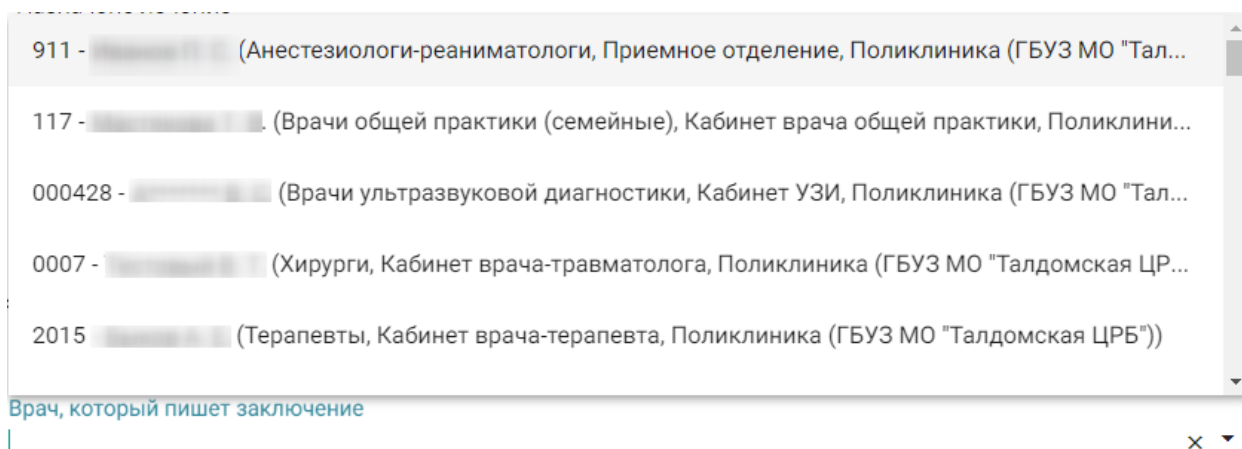 911 - (Анестезиологи-реаниматологи, Приемное отделение, Поликлиника (ГБУЗ МО "Тал...
117 - . (Врачи общей практики (семейные), Кабинет врача общей практики, Поликлини...
000428 - (Врачи ультразвуковой диагностики, Кабинет УЗИ, Поликлиника (ГБУЗ МО "Тал...
0007 - (Хирурги, Кабинет врача-травматолога, Поликлиника (ГБУЗ МО "Талдомская ЦР...
2015 (Терапевты, Кабинет врача-терапевта, Поликлиника (ГБУЗ МО "Талдомская ЦРБ"))
Врач, который пишет заключение